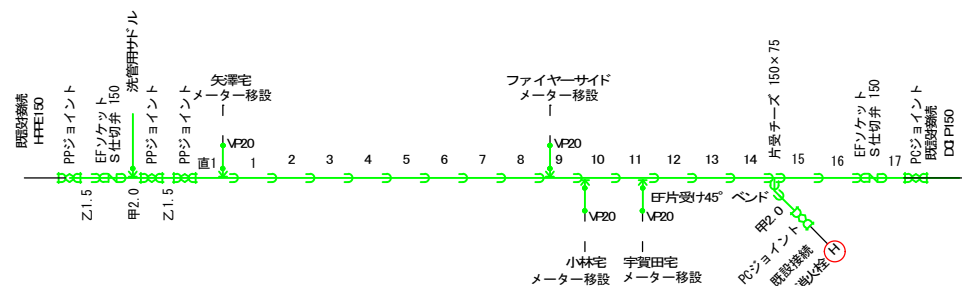 既設接続
HPPE150
PPジョイント
Z1.5
EFソケット
S仕切弁 150
甲2.0
洗管用サドル
PPジョイント
Z1.5
PPジョイント
直1
矢澤宅
メーター移設
VP20
1
2
3
4
5
6
7
8
ファイヤーサイド
メーター移設
VP20
9
10
11
12
13
14
15
16
17
VP20
小林宅
メーター移設
VP20
宇賀田宅
メーター移設
EF片受け45° ベンド
片受チーズ 150×75
甲2.0
PCジョイント
既設接続
消火栓
H
EFソケット
S仕切弁 150
PCジョイント
既設接続
DCIP150